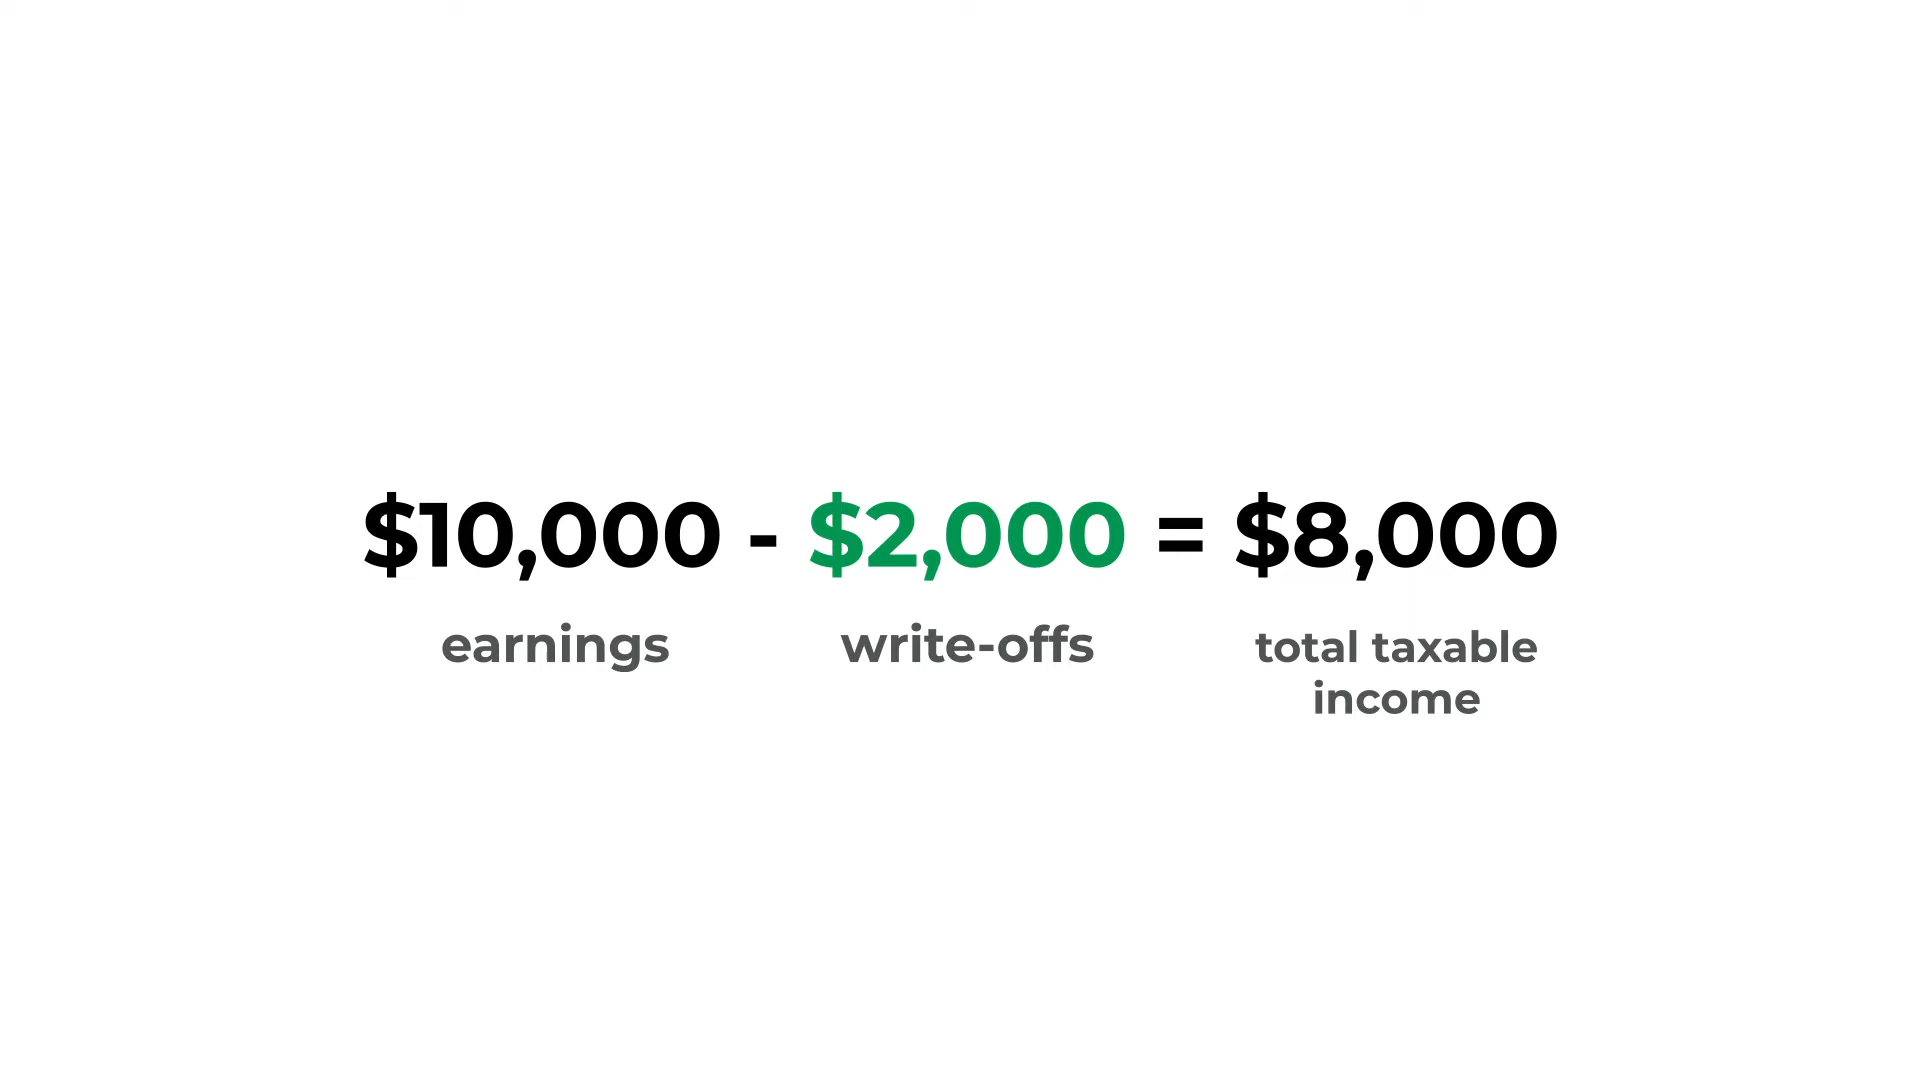 $10,000 - $2,000 = $8,000
earnings write-offs total taxable
income